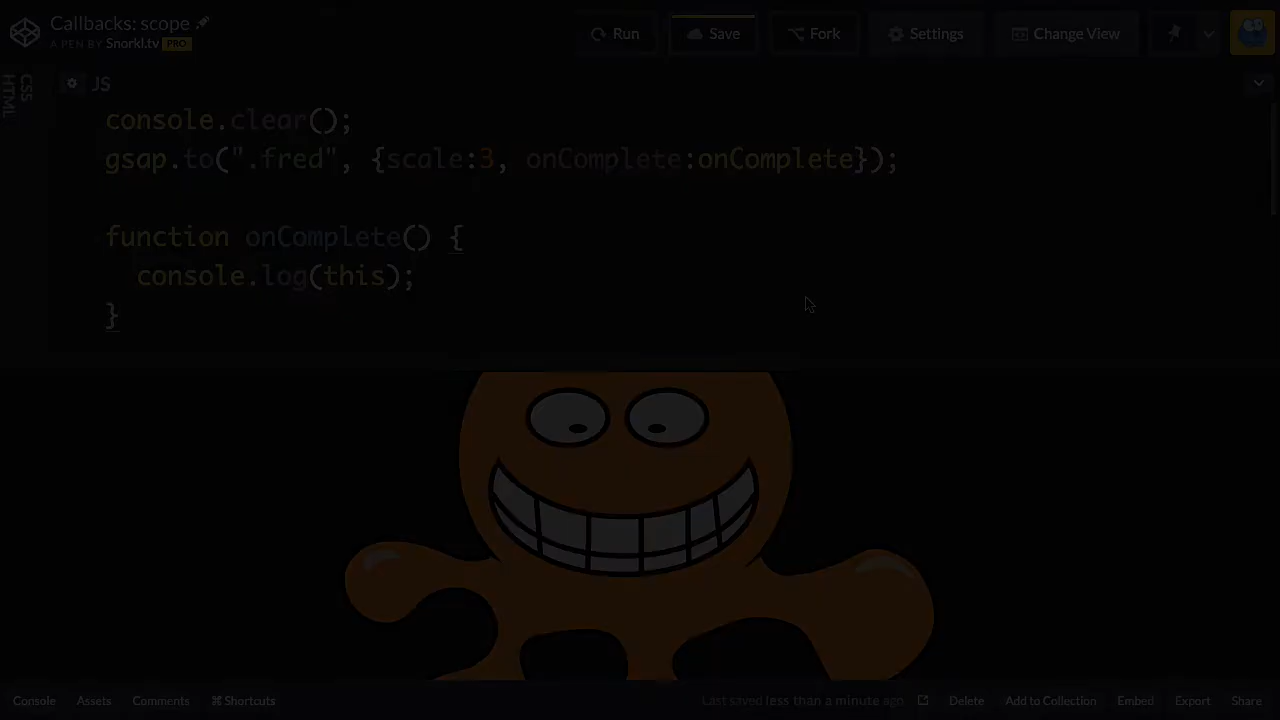 Callbacks: scope
A PEN BY Snorkl.tv PRO
Run
Save
Fork
Settings
Change View
HTML
CSS
JS
console.clear();
gsap.to(".fred", {scale:3, onComplete:onComplete});
function onComplete() {
console.log(this);
}
Console
Assets
Comments
⌘ Shortcuts
Last saved less than a minute ago
Delete
Add to Collection
Embed
Export
Share